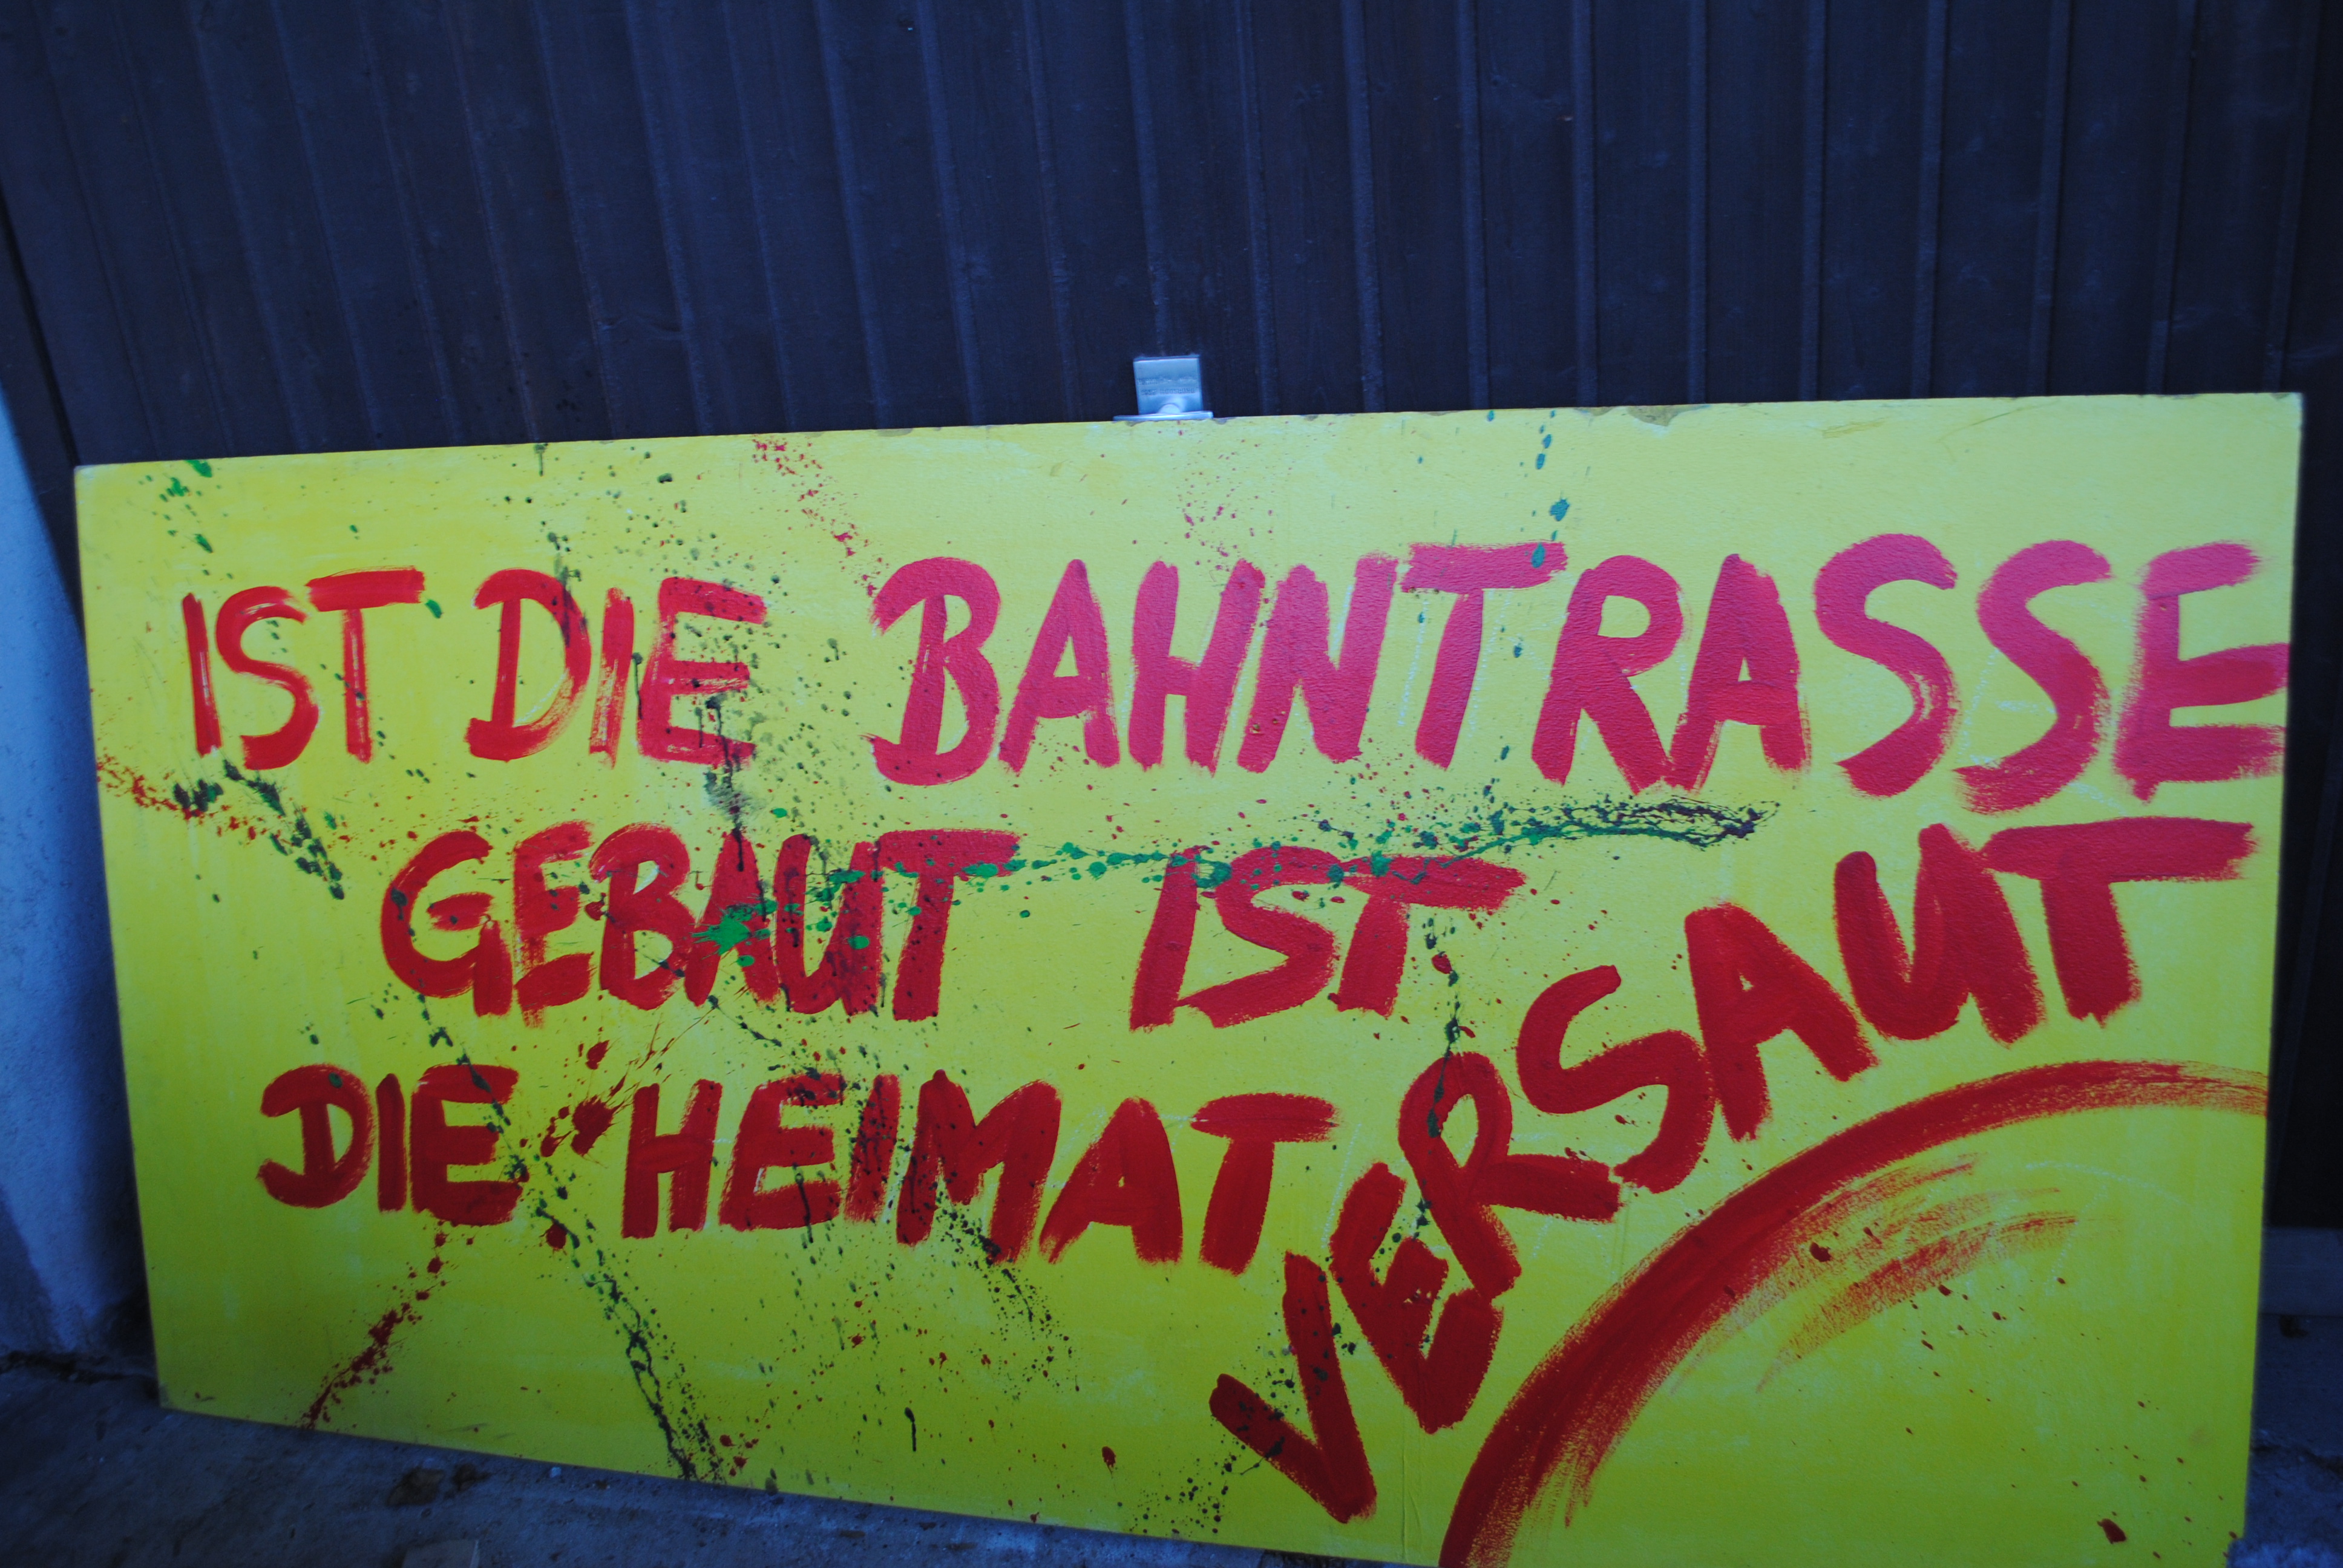 IST DIE BAHNTRASSE
GEBAUT IST
DIE HEIMAT VERSAUT